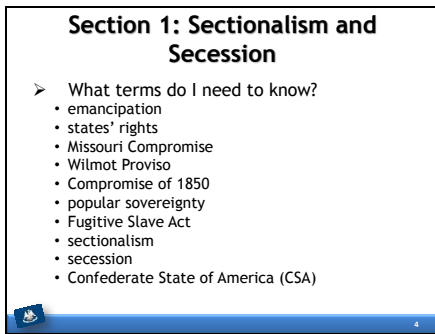 Section 1: Sectionalism and
Secession
➢ What terms do I need to know?
• emancipation
• states’ rights
• Missouri Compromise
• Wilmot Proviso
• Compromise of 1850
• popular sovereignty
• Fugitive Slave Act
• sectionalism
• secession
• Confederate State of America (CSA)
4